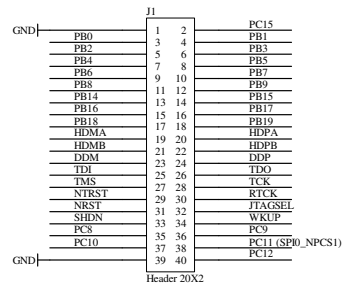 J1
GND 1 2 PC15
PB0 3 4 PB1
PB2 5 6 PB3
PB4 7 8 PB5
PB6 9 10 PB7
PB8 11 12 PB9
PB14 13 14 PB15
PB16 15 16 PB17
PB18 17 18 PB19
HDMA 19 20 HDPA
HDMB 21 22 HDPB
DDM 23 24 DDP
TDI 25 26 TDO
TMS 27 28 TCK
NTRST 29 30 RTCK
NRST 31 32 JTAGSEL
SHDN 33 34 WKUP
PC8 35 36 PC9
PC10 37 38 PC11 (SPI0_NPCS1)
GND 39 40 PC12
Header 20X2